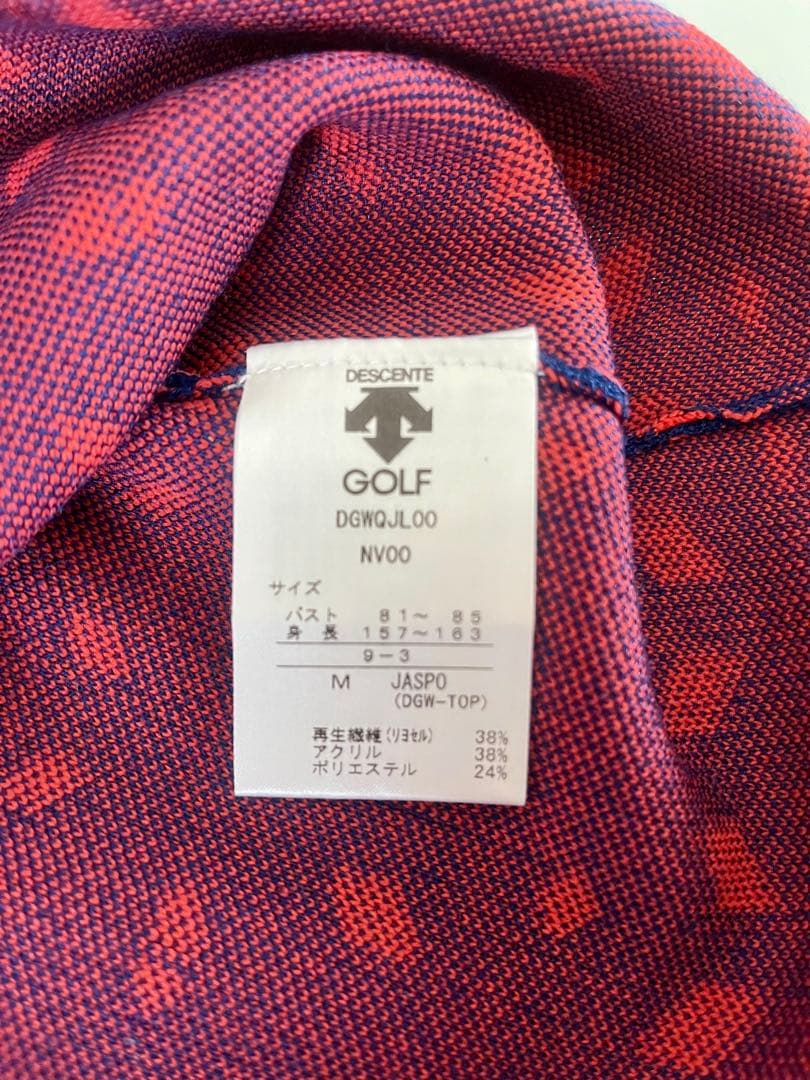 DESCENTE
GOLF
DGWQJL00
NV00
サイズ
バスト 81～ 85
身長 157～163
9-3
M JASPO
(DGW-TOP)
再生繊維(ﾘﾖｾﾙ) 38%
アクリル 38%
ポリエステル 24%